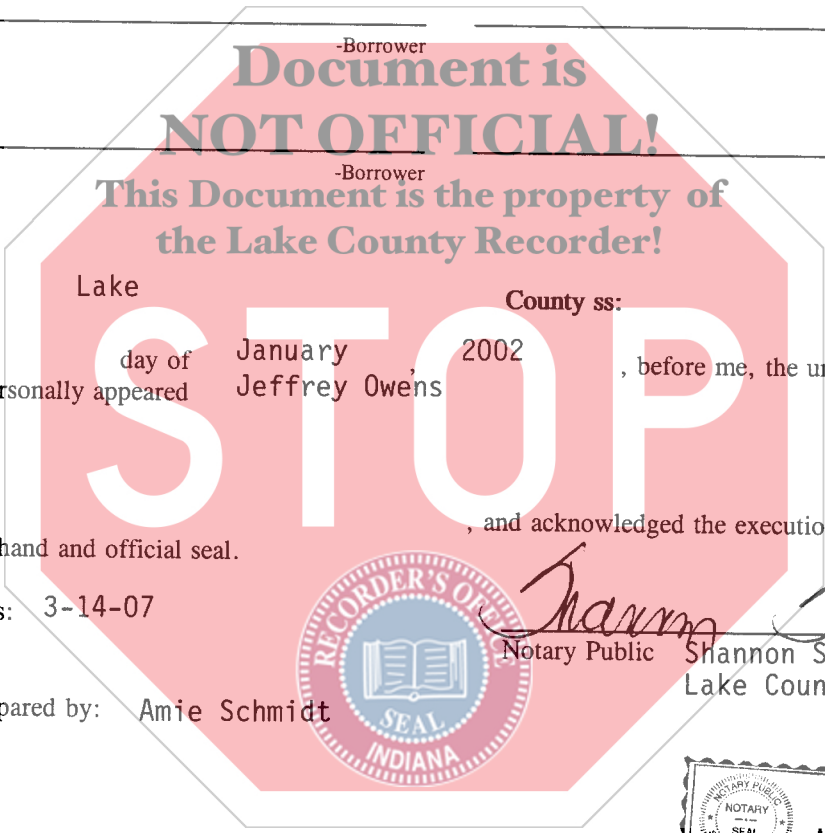 -Borrower
Document is
NOT OFFICIAL!
-Borrower
This Document is the property of
the Lake County Recorder!
Lake County ss:
STOP
day of January , 2002 , before me, the un
rsonally appeared Jeffrey Owens
, and acknowledged the executio
hand and official seal.
s: 3-14-07
Shannon
Notary Public Shannon S
Lake Coun
pared by: Amie Schmidt
RECORDER'S OFFICE
SEAL
INDIANA
NOTARY PUBLIC
NOTARY
SEAL